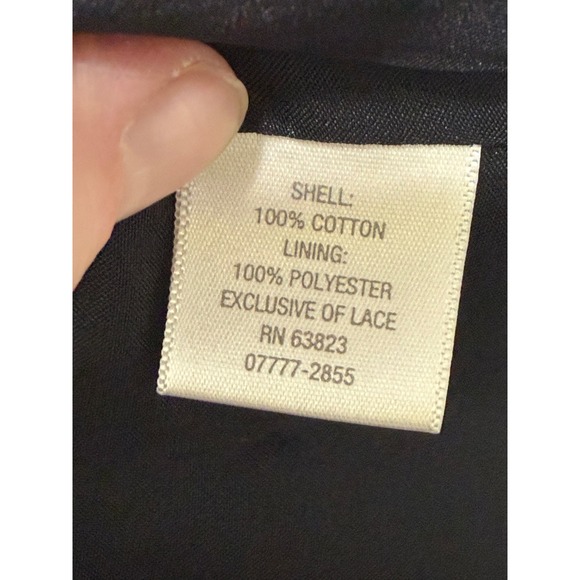 SHELL:
100% COTTON
LINING:
100% POLYESTER
EXCLUSIVE OF LACE
RN 63823
07777-2855